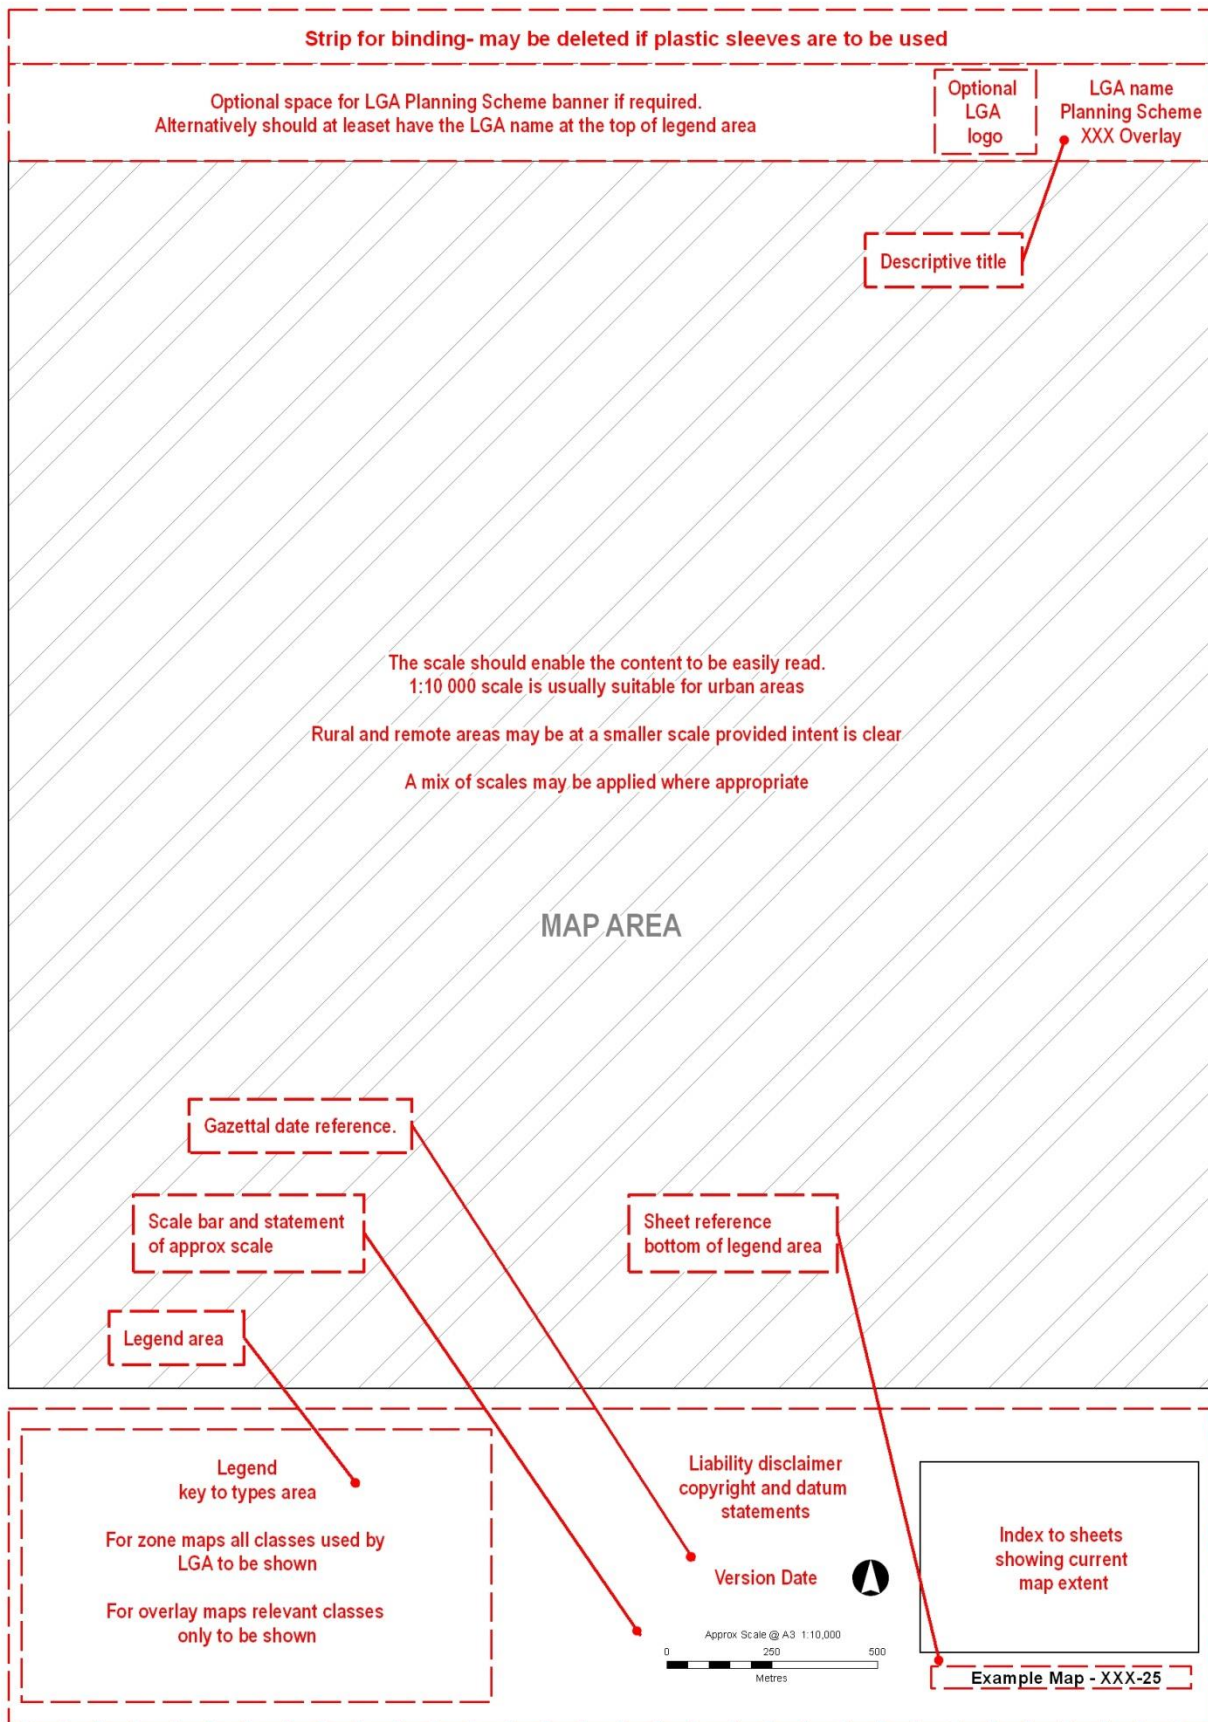 Strip for binding- may be deleted if plastic sleeves are to be used
Optional space for LGA Planning Scheme banner if required.
Alternatively should at leaset have the LGA name at the top of legend area
Optional
LGA
logo
LGA name
Planning Scheme
XXX Overlay
Descriptive title
The scale should enable the content to be easily read.
1:10 000 scale is usually suitable for urban areas
Rural and remote areas may be at a smaller scale provided intent is clear
A mix of scales may be applied where appropriate
MAP AREA
Gazettal date reference.
Scale bar and statement
of approx scale
Sheet reference
bottom of legend area
Legend area
Legend
key to types area
For zone maps all classes used by
LGA to be shown
For overlay maps relevant classes
only to be shown
Liability disclaimer
copyright and datum
statements
Version Date
Approx Scale @ A3 1:10,000
0 250 500
Metres
Index to sheets
showing current
map extent
Example Map - XXX-25